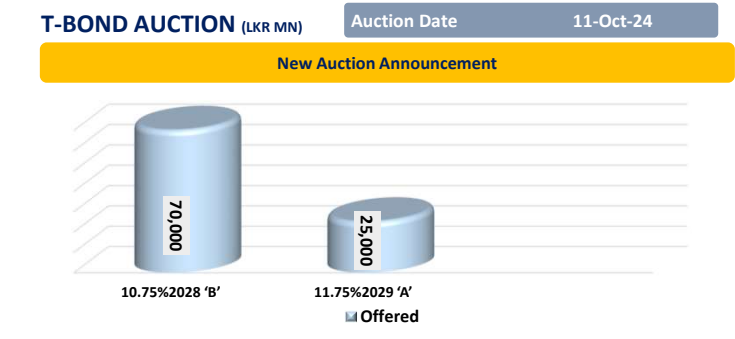 T-BOND AUCTION (LKR MN)
Auction Date 11-Oct-24
New Auction Announcement
70,000
25,000
10.75%2028 ‘B’
11.75%2029 ‘A’
Offered